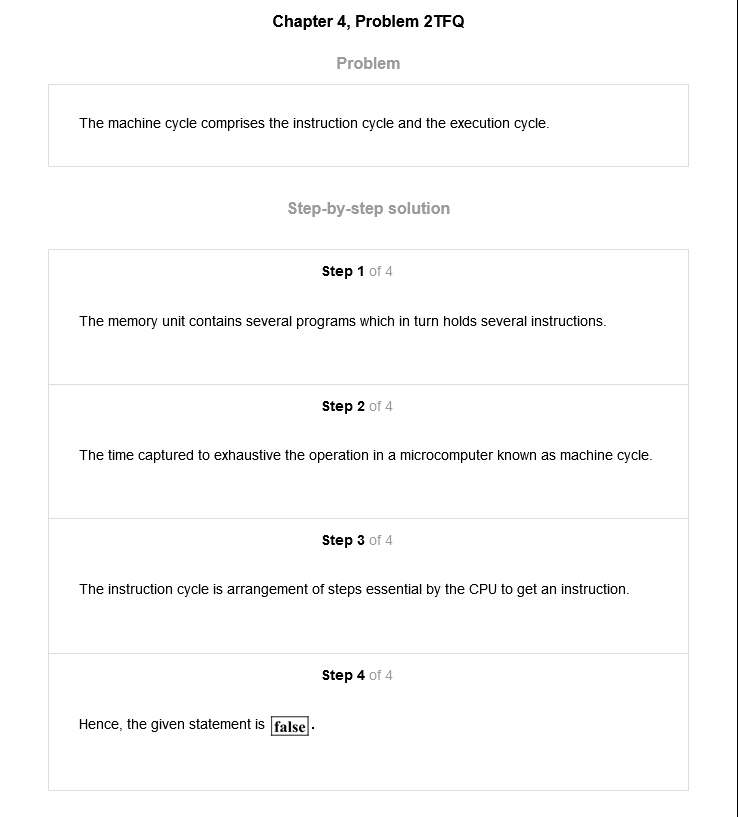 Chapter 4, Problem 2TFQ
Problem
The machine cycle comprises the instruction cycle and the execution cycle.
Step-by-step solution
Step 1 of 4
The memory unit contains several programs which in turn holds several instructions.
Step 2 of 4
The time captured to exhaustive the operation in a microcomputer known as machine cycle.
Step 3 of 4
The instruction cycle is arrangement of steps essential by the CPU to get an instruction.
Step 4 of 4
Hence, the given statement is false.